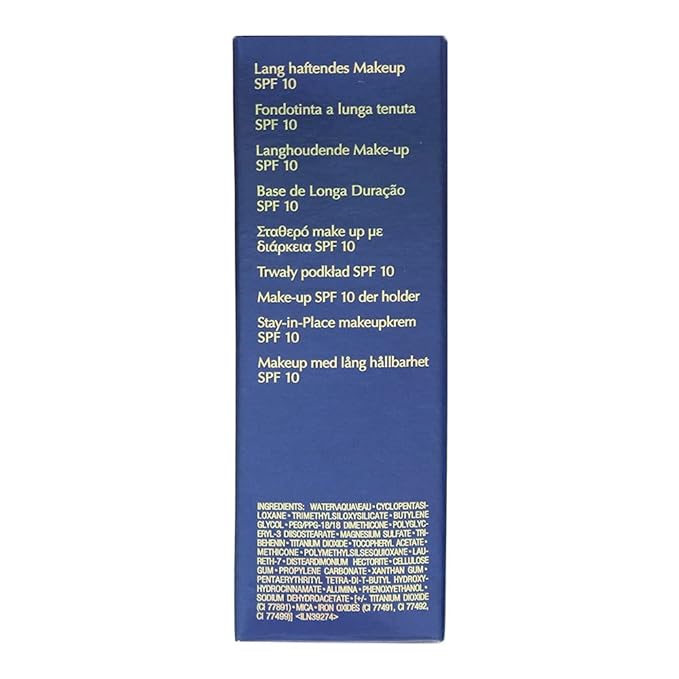 Lang haftendes Makeup
SPF 10
Fondotinta a lunga tenuta
SPF 10
Langhoudende Make-up
SPF 10
Base de Longa Duração
SPF 10
Σταθερό make up με
διάρκεια SPF 10
Trwały podkład SPF 10
Make-up SPF 10 der holder
Stay-in-Place makeupkrem
SPF 10
Makeup med lång hållbarhet
SPF 10
INGREDIENTS: WATER\AQUA\EAU • CYCLOPENTASI-
LOXANE • TRIMETHYLSILOXYSILICATE • BUTYLENE
GLYCOL • PEG/PPG-18/18 DIMETHICONE • POLYGLYC-
ERYL-3 DIISOSTEARATE • MAGNESIUM SULFATE • TRI-
BEHENIN • TITANIUM DIOXIDE • TOCOPHERYL ACETATE •
METHICONE • POLYMETHYLSILSESQUIOXANE • LAU-
RETH-7 • DISTEARDIMONIUM HECTORITE • CELLULOSE
GUM • PROPYLENE CARBONATE • XANTHAN GUM •
PENTAERYTHRITYL TETRA-DI-T-BUTYL HYDROXY-
HYDROCINNAMATE • ALUMINA • PHENOXYETHANOL •
SODIUM DEHYDROACETATE • [+/- TITANIUM DIOXIDE
(CI 77891) • MICA • IRON OXIDES (CI 77491, CI 77492,
CI 77499)] <ILN39274>